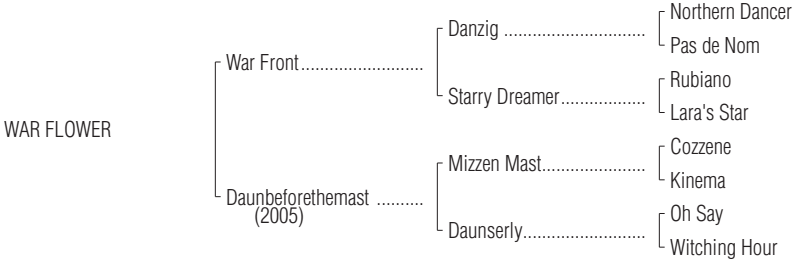 Northern Dancer
Danzig ..............................
Pas de Nom
War Front..........................
Rubiano
Starry Dreamer..................
Lara's Star
WAR FLOWER
Cozzene
Mizzen Mast......................
Kinema
Daunbeforethemast ..........
(2005)
Oh Say
Daunserly..........................
Witching Hour